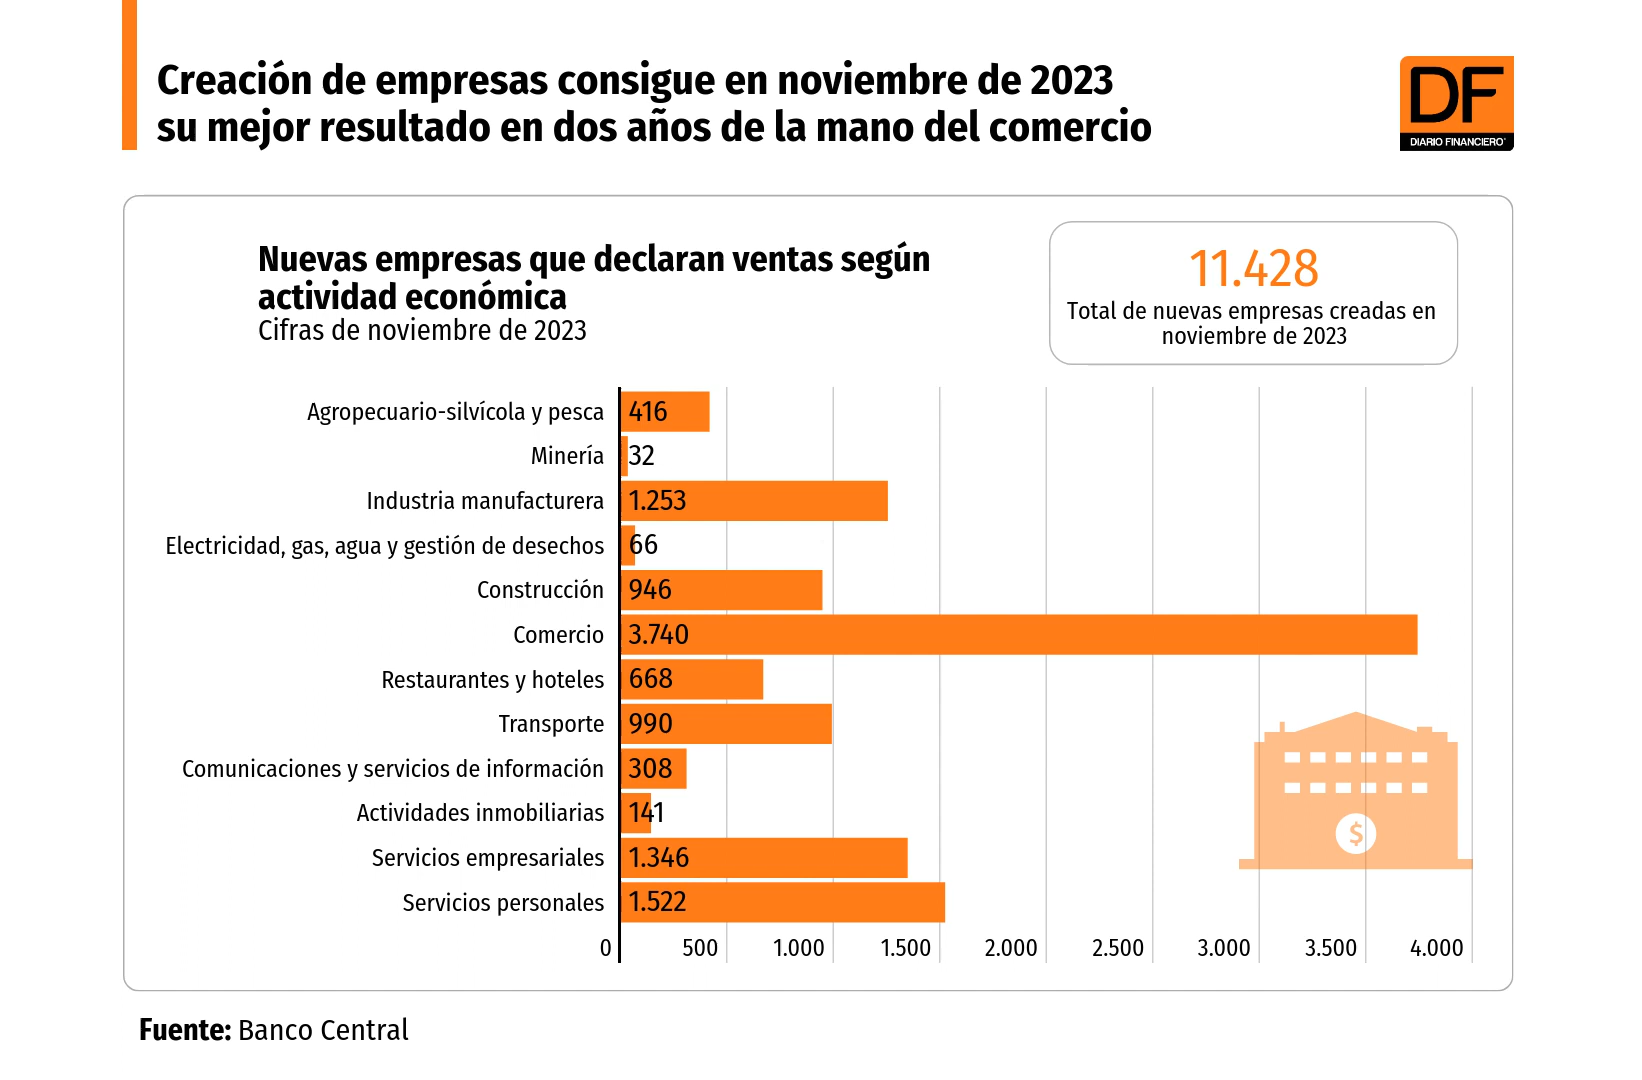 Creación de empresas consigue en noviembre de 2023
su mejor resultado en dos años de la mano del comercio
DF
DIARIO FINANCIERO
Nuevas empresas que declaran ventas según
actividad económica
Cifras de noviembre de 2023
11.428
Total de nuevas empresas creadas en
noviembre de 2023
Agropecuario-silvícola y pesca 416
Minería 32
Industria manufacturera 1.253
Electricidad, gas, agua y gestión de desechos 66
Construcción 946
Comercio 3.740
Restaurantes y hoteles 668
Transporte 990
Comunicaciones y servicios de información 308
Actividades inmobiliarias 141
Servicios empresariales 1.346
Servicios personales 1.522
0 500 1.000 1.500 2.000 2.500 3.000 3.500 4.000
$
Fuente: Banco Central